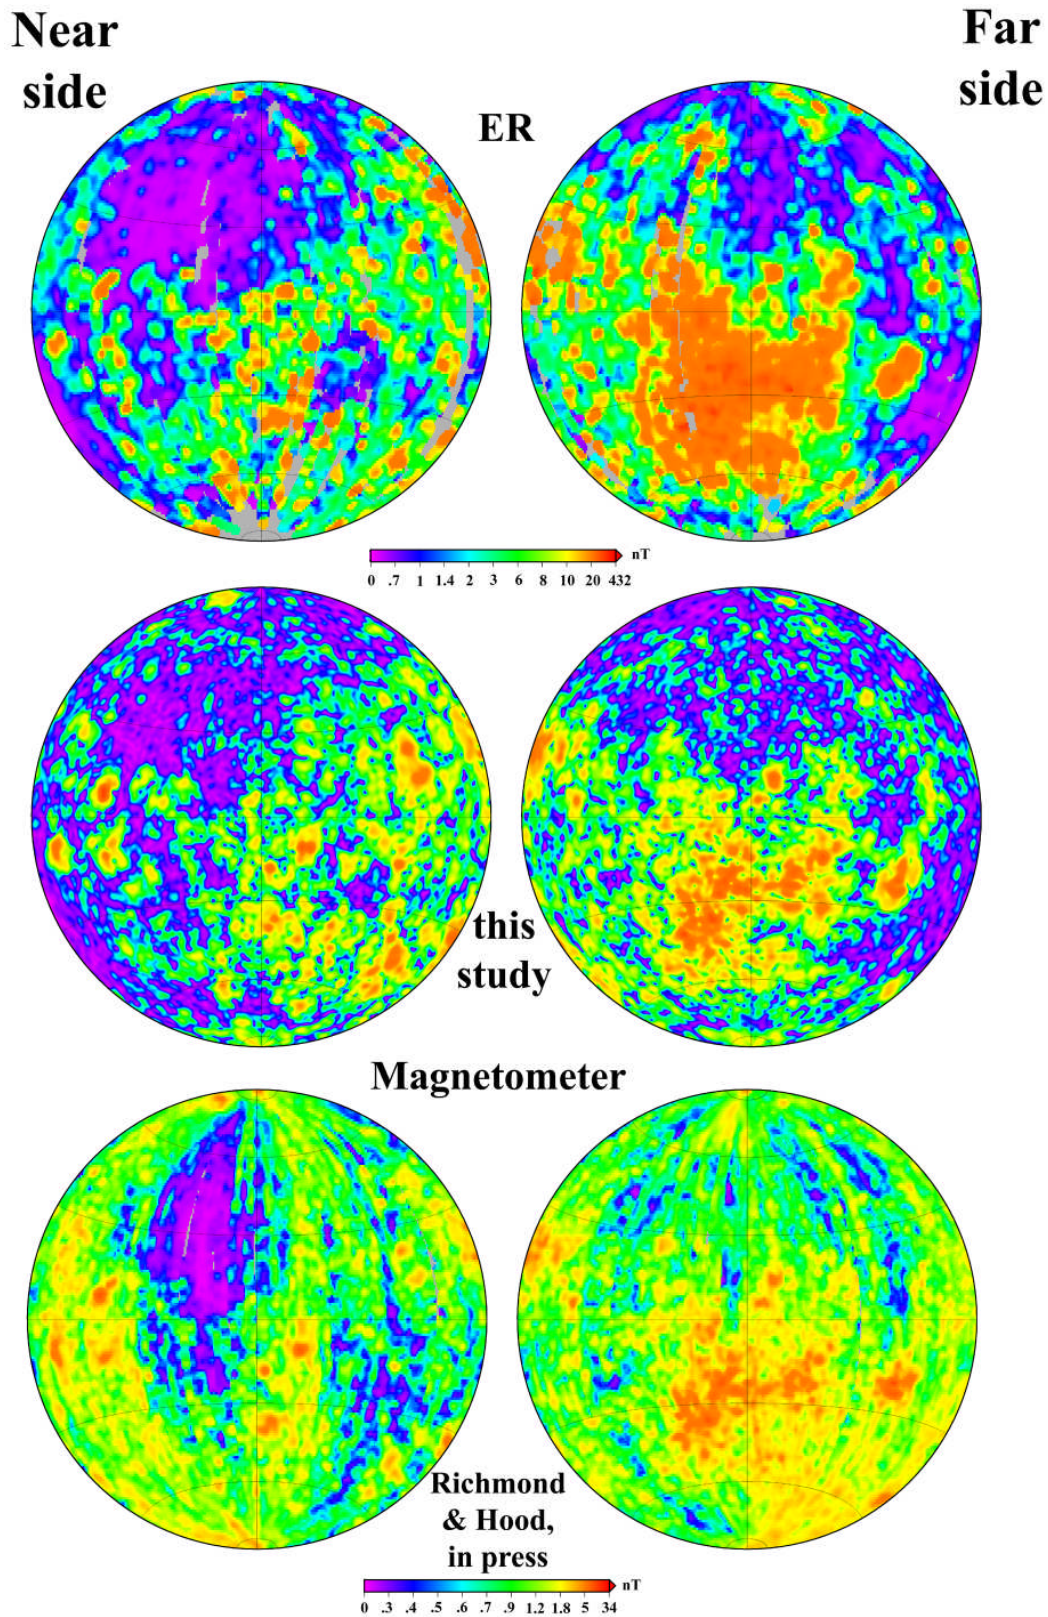 Near
side
Far
side
ER
nT
0 .7 1 1.4 2 3 6 8 10 20 432
this
study
Magnetometer
Richmond
& Hood,
in press
nT
0 .3 .4 .5 .6 .7 .9 1.2 1.8 5 34